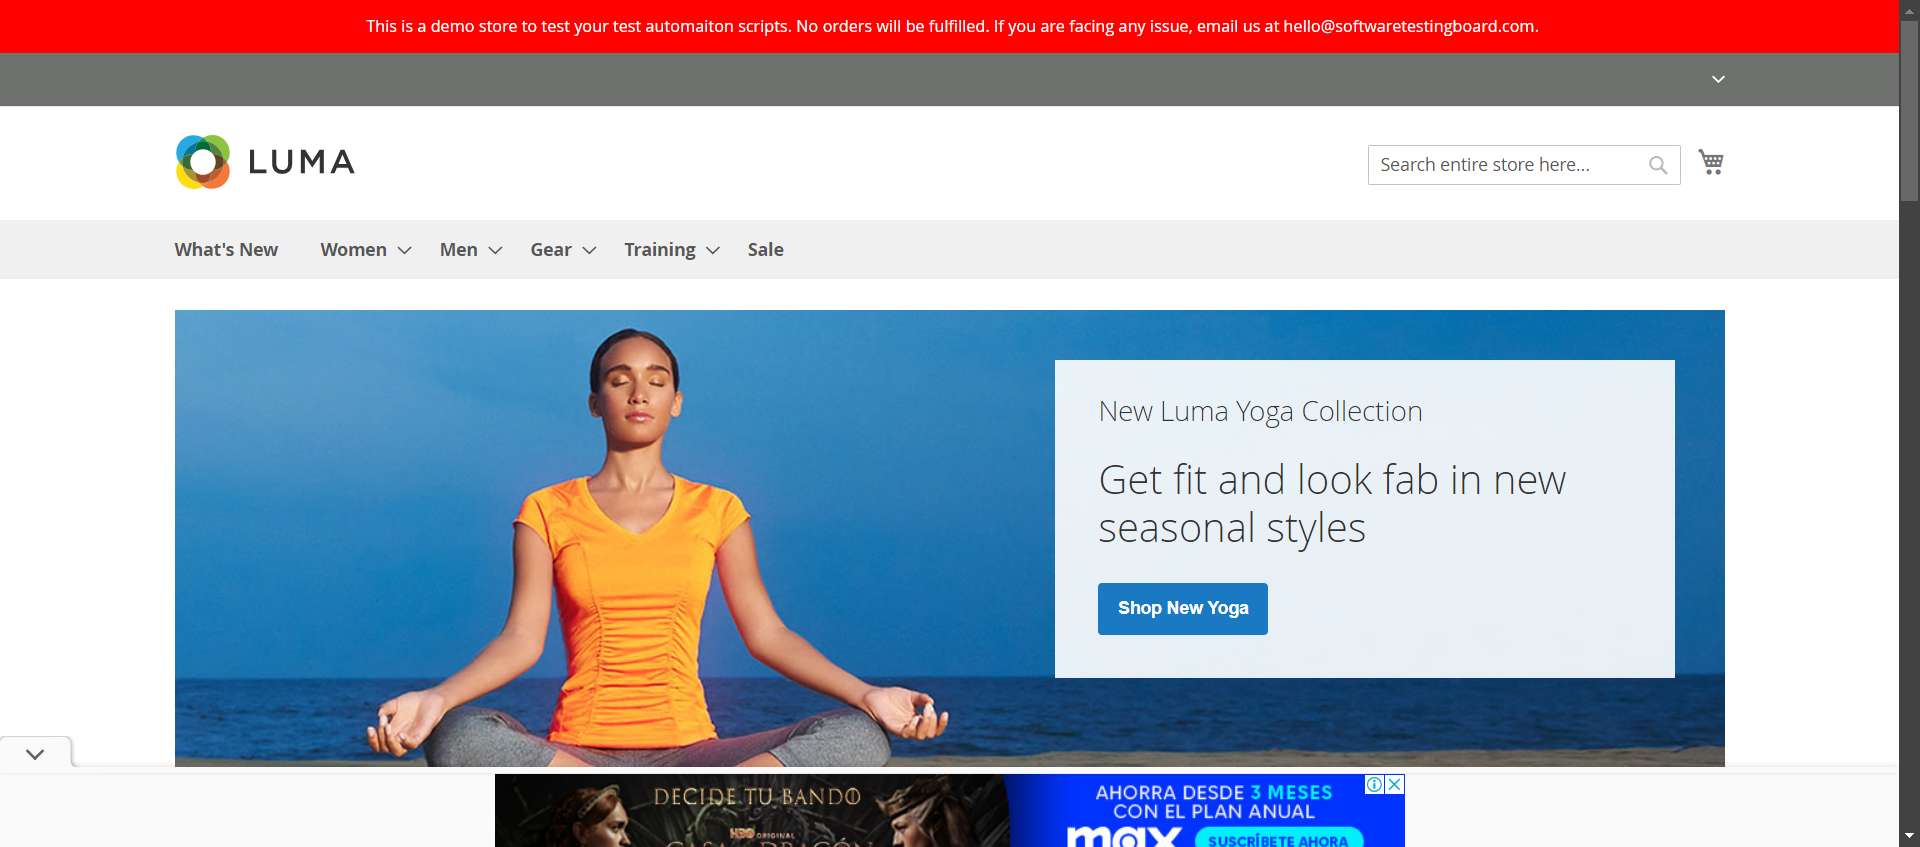 This is a demo store to test your test automaiton scripts. No orders will be fulfilled. If you are facing any issue, email us at hello@softwaretestingboard.com.
LUMA
Search entire store here...
What's New Women Men Gear Training Sale
New Luma Yoga Collection
Get fit and look fab in new
seasonal styles
Shop New Yoga
DECIDE TU BANDO
HBO ORIGINAL
CASA DEL DRAGÓN
AHORRA DESDE 3 MESES
CON EL PLAN ANUAL
max
SUSCRÍBETE AHORA